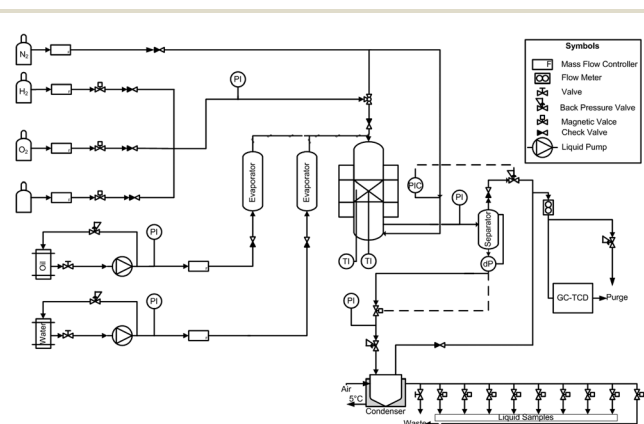 Symbols
F Mass Flow Controller
Flow Meter
Valve
Back Pressure Valve
Magnetic Valce
Check Valve
Liquid Pump
N2
H2
O2
PI
Evaporator
Evaporator
PIC
PI
Separator
dP
TI
TI
Oil
PI
Water
PI
PI
GC-TCD
Purge
Air
5°C
Condenser
Liquid Samples
Waste